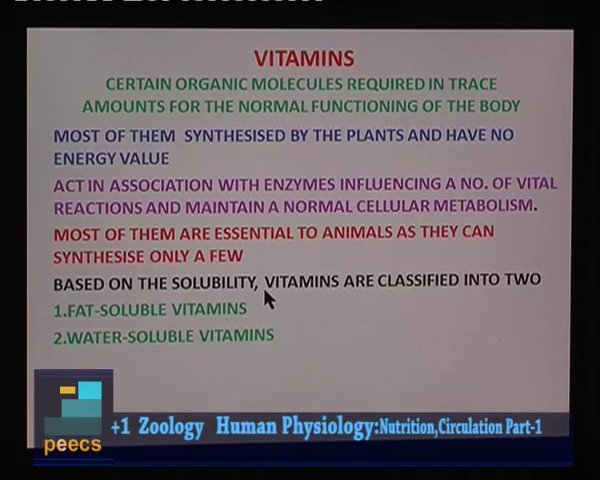 VITAMINS
CERTAIN ORGANIC MOLECULES REQUIRED IN TRACE
AMOUNTS FOR THE NORMAL FUNCTIONING OF THE BODY
MOST OF THEM SYNTHESISED BY THE PLANTS AND HAVE NO
ENERGY VALUE
ACT IN ASSOCIATION WITH ENZYMES INFLUENCING A NO. OF VITAL
REACTIONS AND MAINTAIN A NORMAL CELLULAR METABOLISM.
MOST OF THEM ARE ESSENTIAL TO ANIMALS AS THEY CAN
SYNTHESISE ONLY A FEW
BASED ON THE SOLUBILITY, VITAMINS ARE CLASSIFIED INTO TWO
1.FAT-SOLUBLE VITAMINS
2.WATER-SOLUBLE VITAMINS
+1 Zoology Human Physiology:Nutrition,Circulation Part-1
peecs